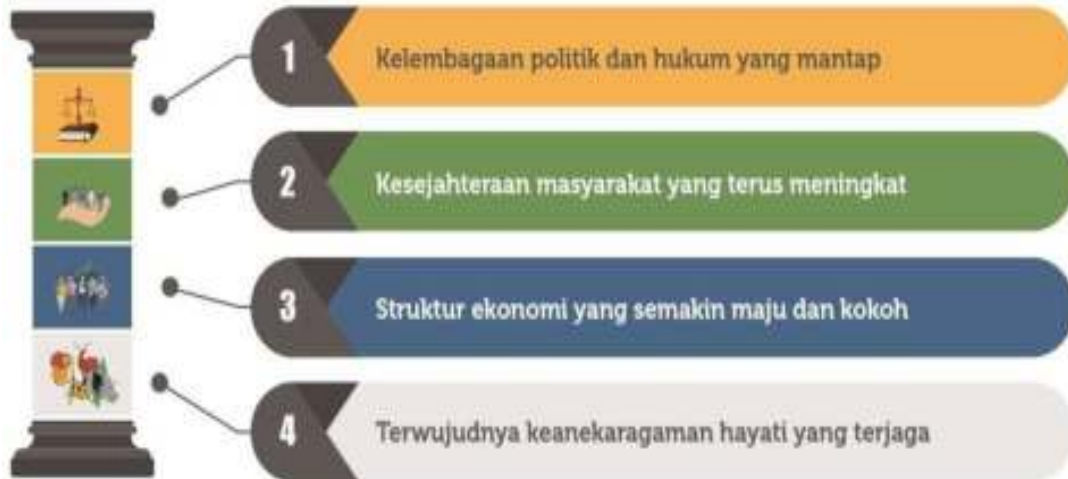 1
Kelembagaan politik dan hukum yang mantap
2
Kesejahteraan masyarakat yang terus meningkat
3
Struktur ekonomi yang semakin maju dan kokoh
4
Terwujudnya keanekaragaman hayati yang terjaga